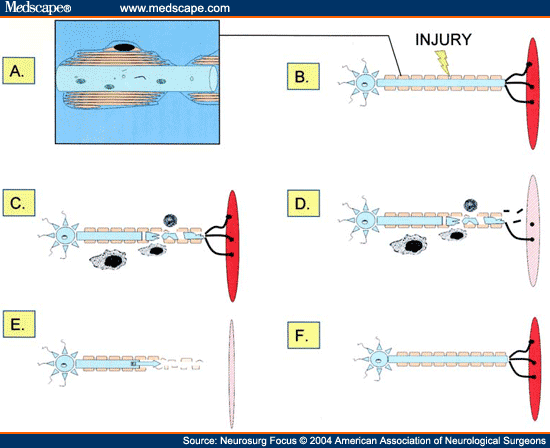 Medscape® www.medscape.com
A.
INJURY
B.
C.
D.
E.
F.
Source: Neurosurg Focus © 2004 American Association of Neurological Surgeons